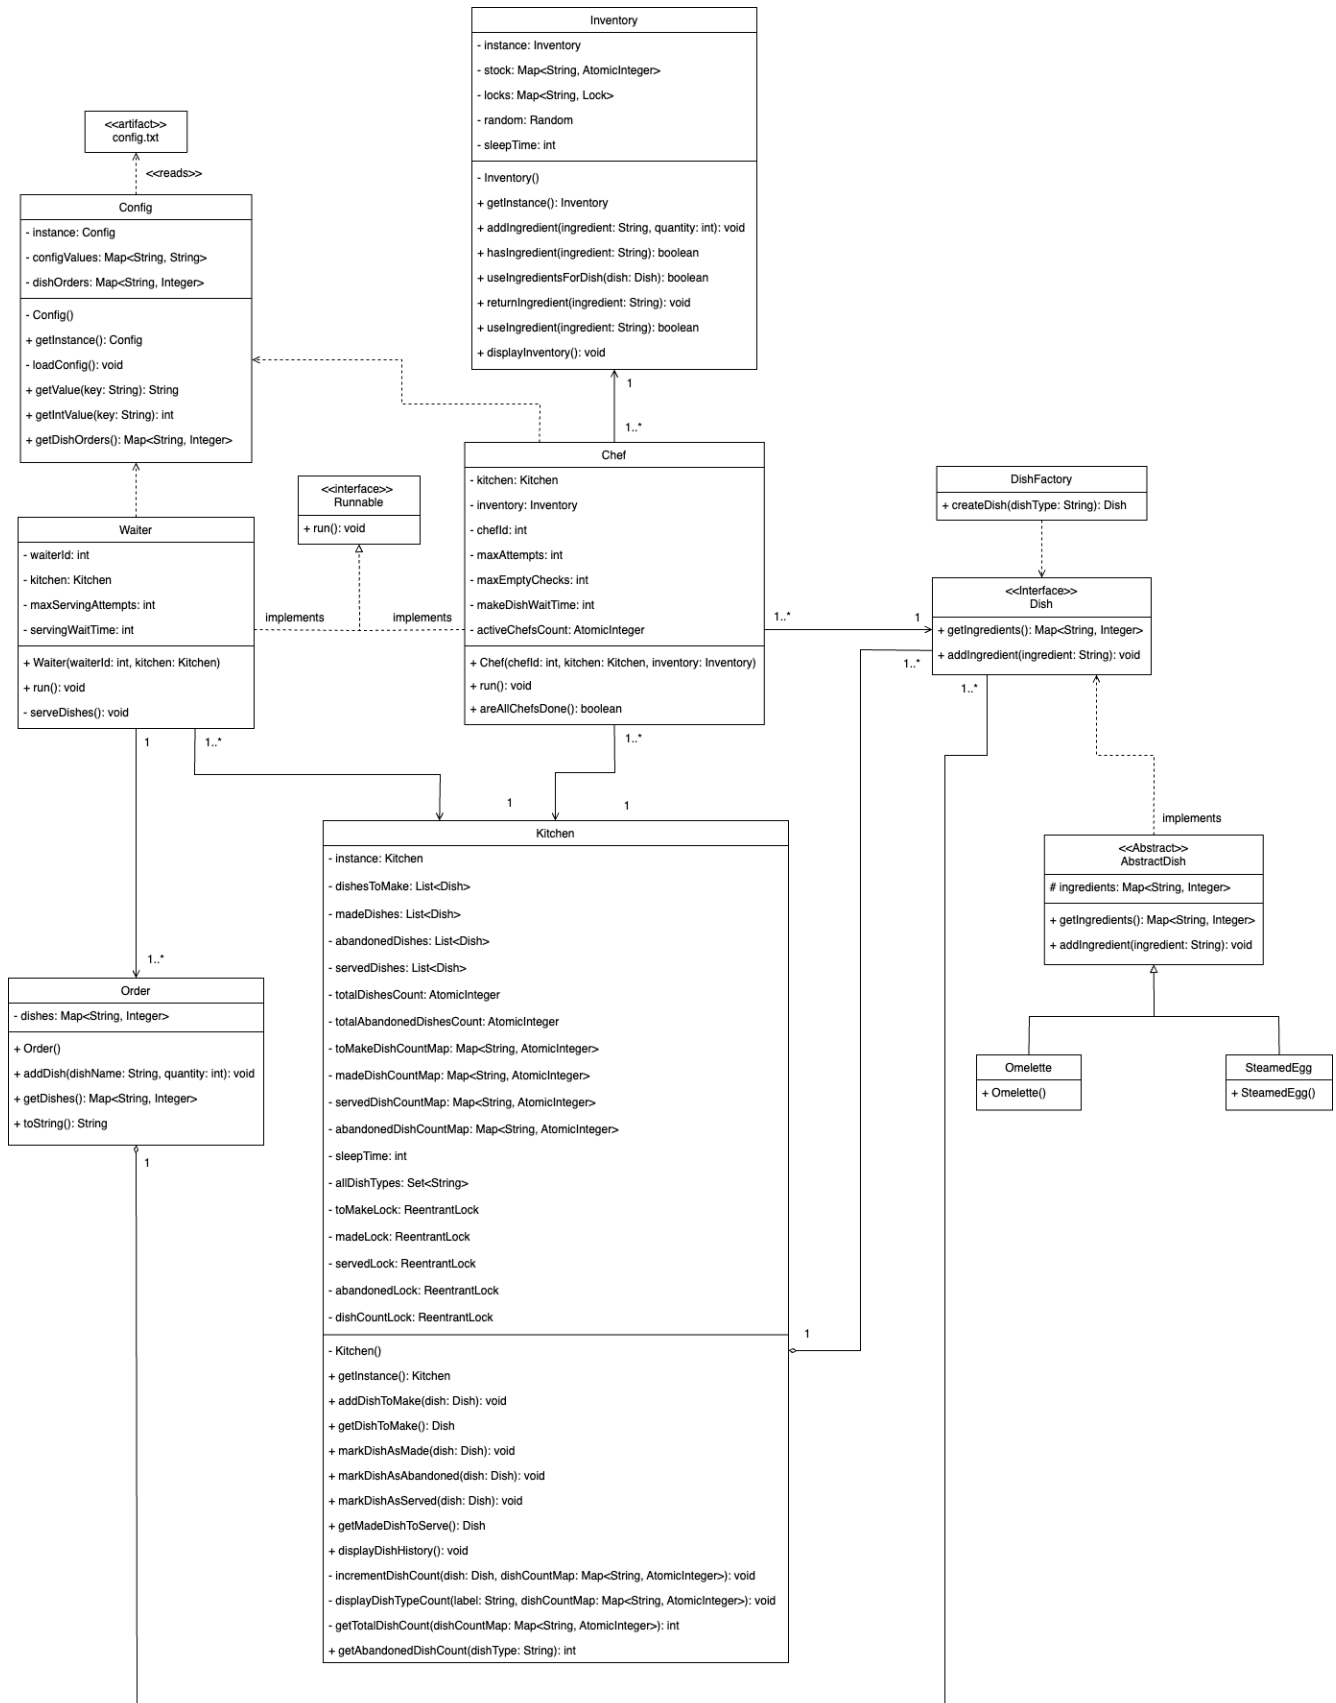 Inventory
- instance: Inventory
- stock: Map<String, AtomicInteger>
- locks: Map<String, Lock>
- random: Random
- sleepTime: int
- Inventory()
+ getInstance(): Inventory
+ addIngredient(ingredient: String, quantity: int): void
+ hasIngredient(ingredient: String): boolean
+ useIngredientsForDish(dish: Dish): boolean
+ returnIngredient(ingredient: String): void
+ useIngredient(ingredient: String): boolean
+ displayInventory(): void
1
1..*
<<artifact>>
config.txt
<<reads>>
Config
- instance: Config
- configValues: Map<String, String>
- dishOrders: Map<String, Integer>
- Config()
+ getInstance(): Config
- loadConfig(): void
+ getValue(key: String): String
+ getIntValue(key: String): int
+ getDishOrders(): Map<String, Integer>
<<interface>>
Runnable
+ run(): void
implements
implements
Chef
- kitchen: Kitchen
- inventory: Inventory
- chefId: int
- maxAttempts: int
- maxEmptyChecks: int
- makeDishWaitTime: int
- activeChefsCount: AtomicInteger
+ Chef(chefId: int, kitchen: Kitchen, inventory: Inventory)
+ run(): void
+ areAllChefsDone(): boolean
1..*
1
1..*
DishFactory
+ createDish(dishType: String): Dish
<<Interface>>
Dish
+ getIngredients(): Map<String, Integer>
+ addIngredient(ingredient: String): void
1..*
1..*
Waiter
- waiterId: int
- kitchen: Kitchen
- maxServingAttempts: int
- servingWaitTime: int
+ Waiter(waiterId: int, kitchen: Kitchen)
+ run(): void
- serveDishes(): void
1
1..*
1
1
implements
<<Abstract>>
AbstractDish
# ingredients: Map<String, Integer>
+ getIngredients(): Map<String, Integer>
+ addIngredient(ingredient: String): void
Omelette
+ Omelette()
SteamedEgg
+ SteamedEgg()
1..*
Order
- dishes: Map<String, Integer>
+ Order()
+ addDish(dishName: String, quantity: int): void
+ getDishes(): Map<String, Integer>
+ toString(): String
1
Kitchen
- instance: Kitchen
- dishesToMake: List<Dish>
- madeDishes: List<Dish>
- abandonedDishes: List<Dish>
- servedDishes: List<Dish>
- totalDishesCount: AtomicInteger
- totalAbandonedDishesCount: AtomicInteger
- toMakeDishCountMap: Map<String, AtomicInteger>
- madeDishCountMap: Map<String, AtomicInteger>
- servedDishCountMap: Map<String, AtomicInteger>
- abandonedDishCountMap: Map<String, AtomicInteger>
- sleepTime: int
- allDishTypes: Set<String>
- toMakeLock: ReentrantLock
- madeLock: ReentrantLock
- servedLock: ReentrantLock
- abandonedLock: ReentrantLock
- dishCountLock: ReentrantLock
1
- Kitchen()
+ getInstance(): Kitchen
+ addDishToMake(dish: Dish): void
+ getDishToMake(): Dish
+ markDishAsMade(dish: Dish): void
+ markDishAsAbandoned(dish: Dish): void
+ markDishAsServed(dish: Dish): void
+ getMadeDishToServe(): Dish
+ displayDishHistory(): void
- incrementDishCount(dish: Dish, dishCountMap: Map<String, AtomicInteger>): void
- displayDishTypeCount(label: String, dishCountMap: Map<String, AtomicInteger>): void
- getTotalDishCount(dishCountMap: Map<String, AtomicInteger>): int
+ getAbandonedDishCount(dishType: String): int